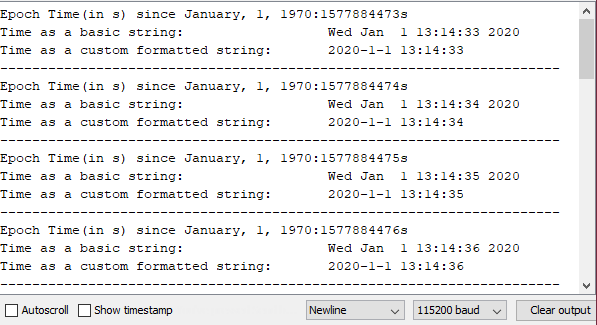 Epoch Time(in s) since January, 1, 1970:1577884473s
Time as a basic string:                  Wed Jan  1 13:14:33 2020
Time as a custom formatted string:       2020-1-1 13:14:33
----------------------------------------------------------------------
Epoch Time(in s) since January, 1, 1970:1577884474s
Time as a basic string:                  Wed Jan  1 13:14:34 2020
Time as a custom formatted string:       2020-1-1 13:14:34
----------------------------------------------------------------------
Epoch Time(in s) since January, 1, 1970:1577884475s
Time as a basic string:                  Wed Jan  1 13:14:35 2020
Time as a custom formatted string:       2020-1-1 13:14:35
----------------------------------------------------------------------
Epoch Time(in s) since January, 1, 1970:1577884476s
Time as a basic string:                  Wed Jan  1 13:14:36 2020
Time as a custom formatted string:       2020-1-1 13:14:36
----------------------------------------------------------------------
Autoscroll Show timestamp Newline 115200 baud Clear output